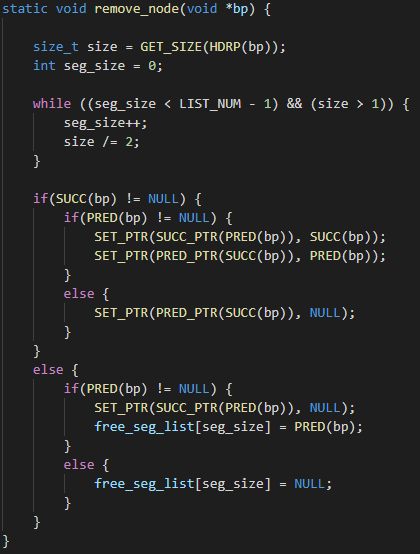 static void remove_node(void *bp) {
size_t size = GET_SIZE(HDRP(bp));
int seg_size = 0;
while ((seg_size < LIST_NUM - 1) && (size > 1)) {
seg_size++;
size /= 2;
}
if(SUCC(bp) != NULL) {
if(PRED(bp) != NULL) {
SET_PTR(SUCC_PTR(PRED(bp)), SUCC(bp));
SET_PTR(PRED_PTR(SUCC(bp)), PRED(bp));
}
else {
SET_PTR(PRED_PTR(SUCC(bp)), NULL);
}
}
else {
if(PRED(bp) != NULL) {
SET_PTR(SUCC_PTR(PRED(bp)), NULL);
free_seg_list[seg_size] = PRED(bp);
}
else {
free_seg_list[seg_size] = NULL;
}
}
}